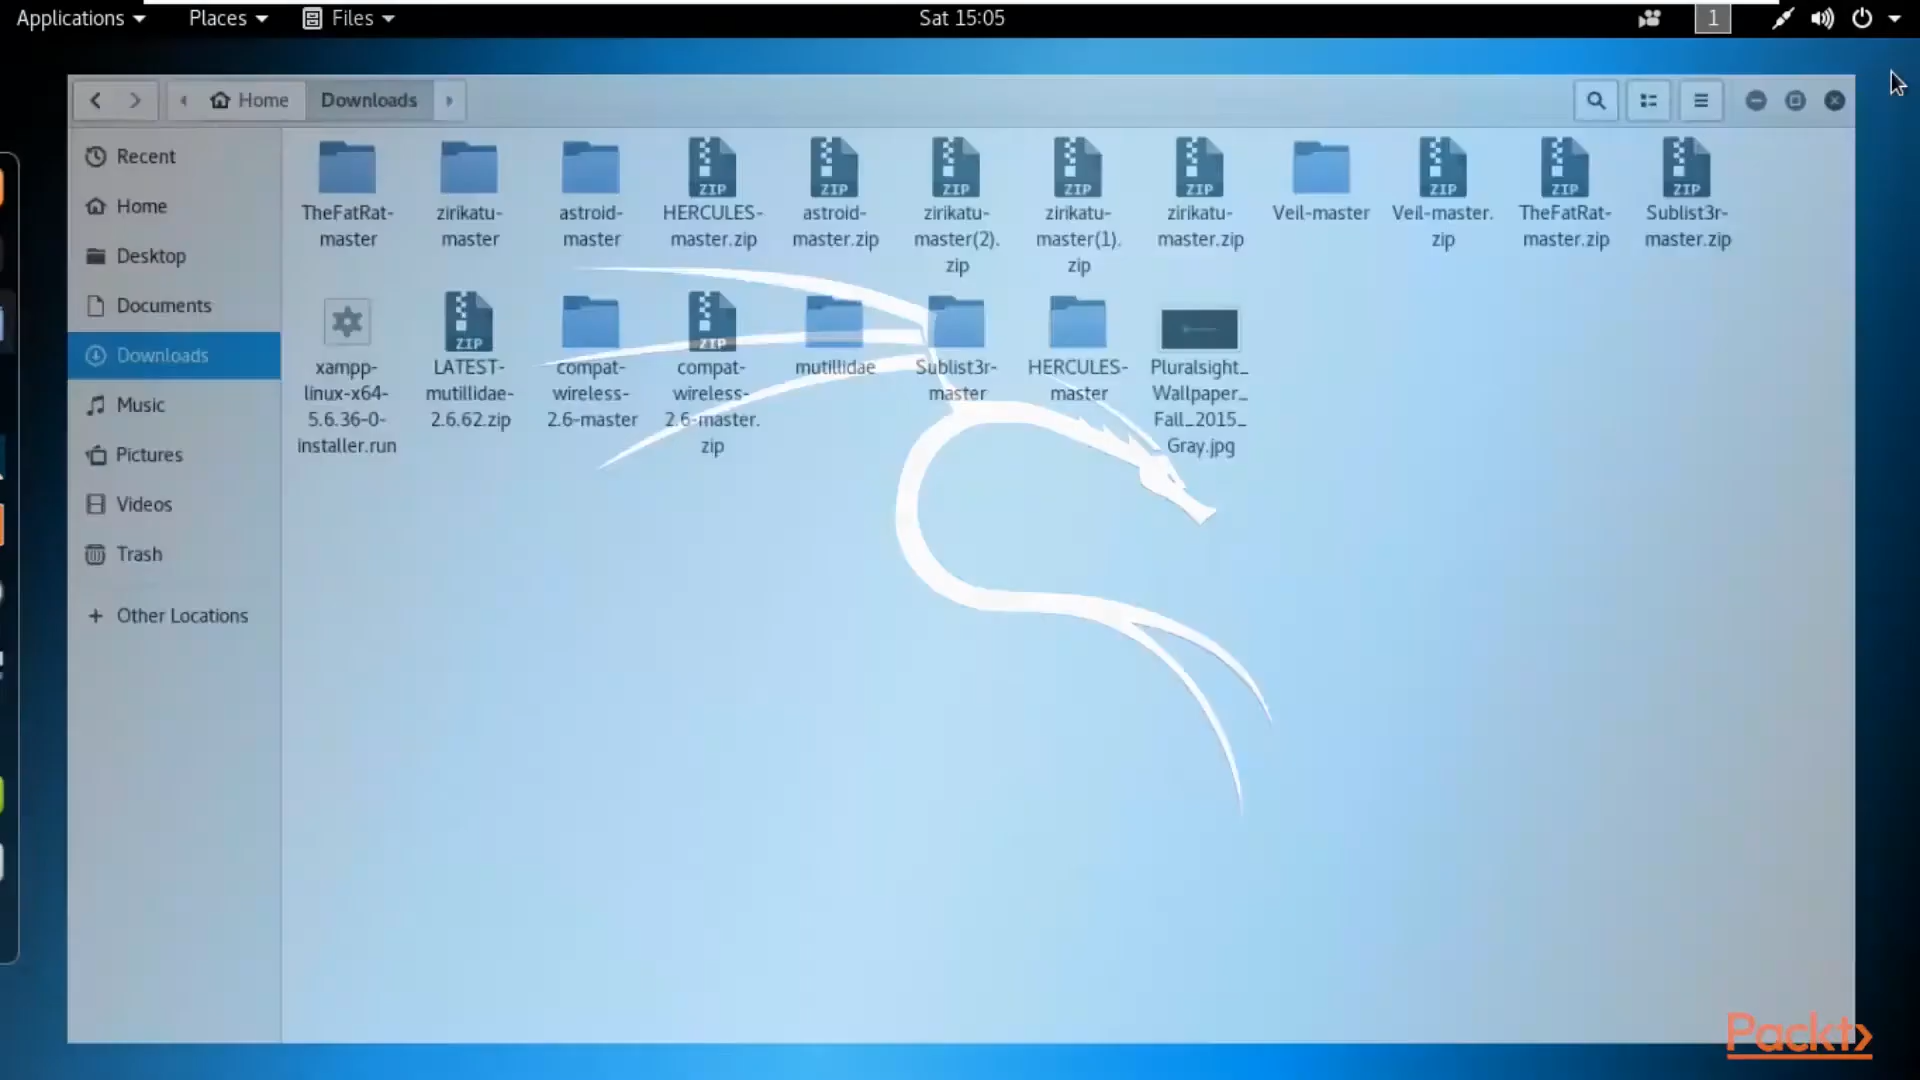 Applications
Places
Files
Sat 15:05
1
Home
Downloads
Recent
Home
Desktop
Documents
Downloads
Music
Pictures
Videos
Trash
Other Locations
ZIP
ZIP
ZIP
ZIP
ZIP
ZIP
ZIP
ZIP
TheFatRat-
master
zirikatu-
master
astroid-
master
HERCULES-
master.zip
astroid-
master.zip
zirikatu-
master(2).
zip
zirikatu-
master(1).
zip
zirikatu-
master.zip
Veil-master
Veil-master.
zip
TheFatRat-
master.zip
Sublist3r-
master.zip
ZIP
ZIP
xampp-
linux-x64-
5.6.36-0-
installer.run
LATEST-
mutillidae-
2.6.62.zip
compat-
wireless-
2.6-master
compat-
wireless-
2.6-master.
zip
mutillidae
Sublist3r-
master
HERCULES-
master
Pluralsight_
Wallpaper_
Fall_2015_
Gray.jpg
Packt